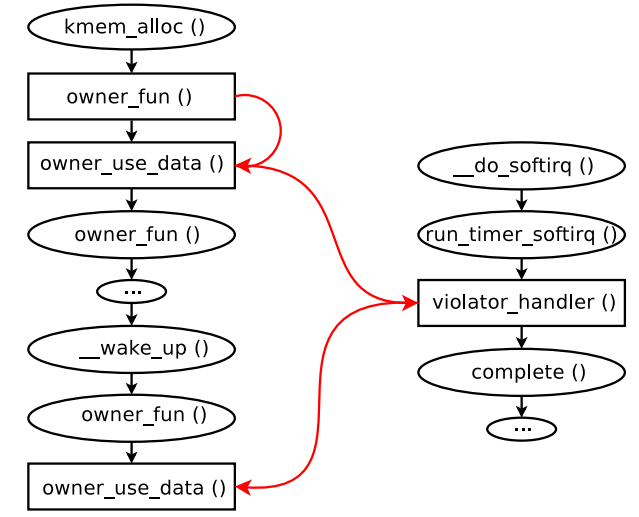 kmem_alloc ()
owner_fun ()
owner_use_data ()
owner_fun ()
...
__wake_up ()
owner_fun ()
owner_use_data ()
__do_softirq ()
run_timer_softirq ()
violator_handler ()
complete ()
...